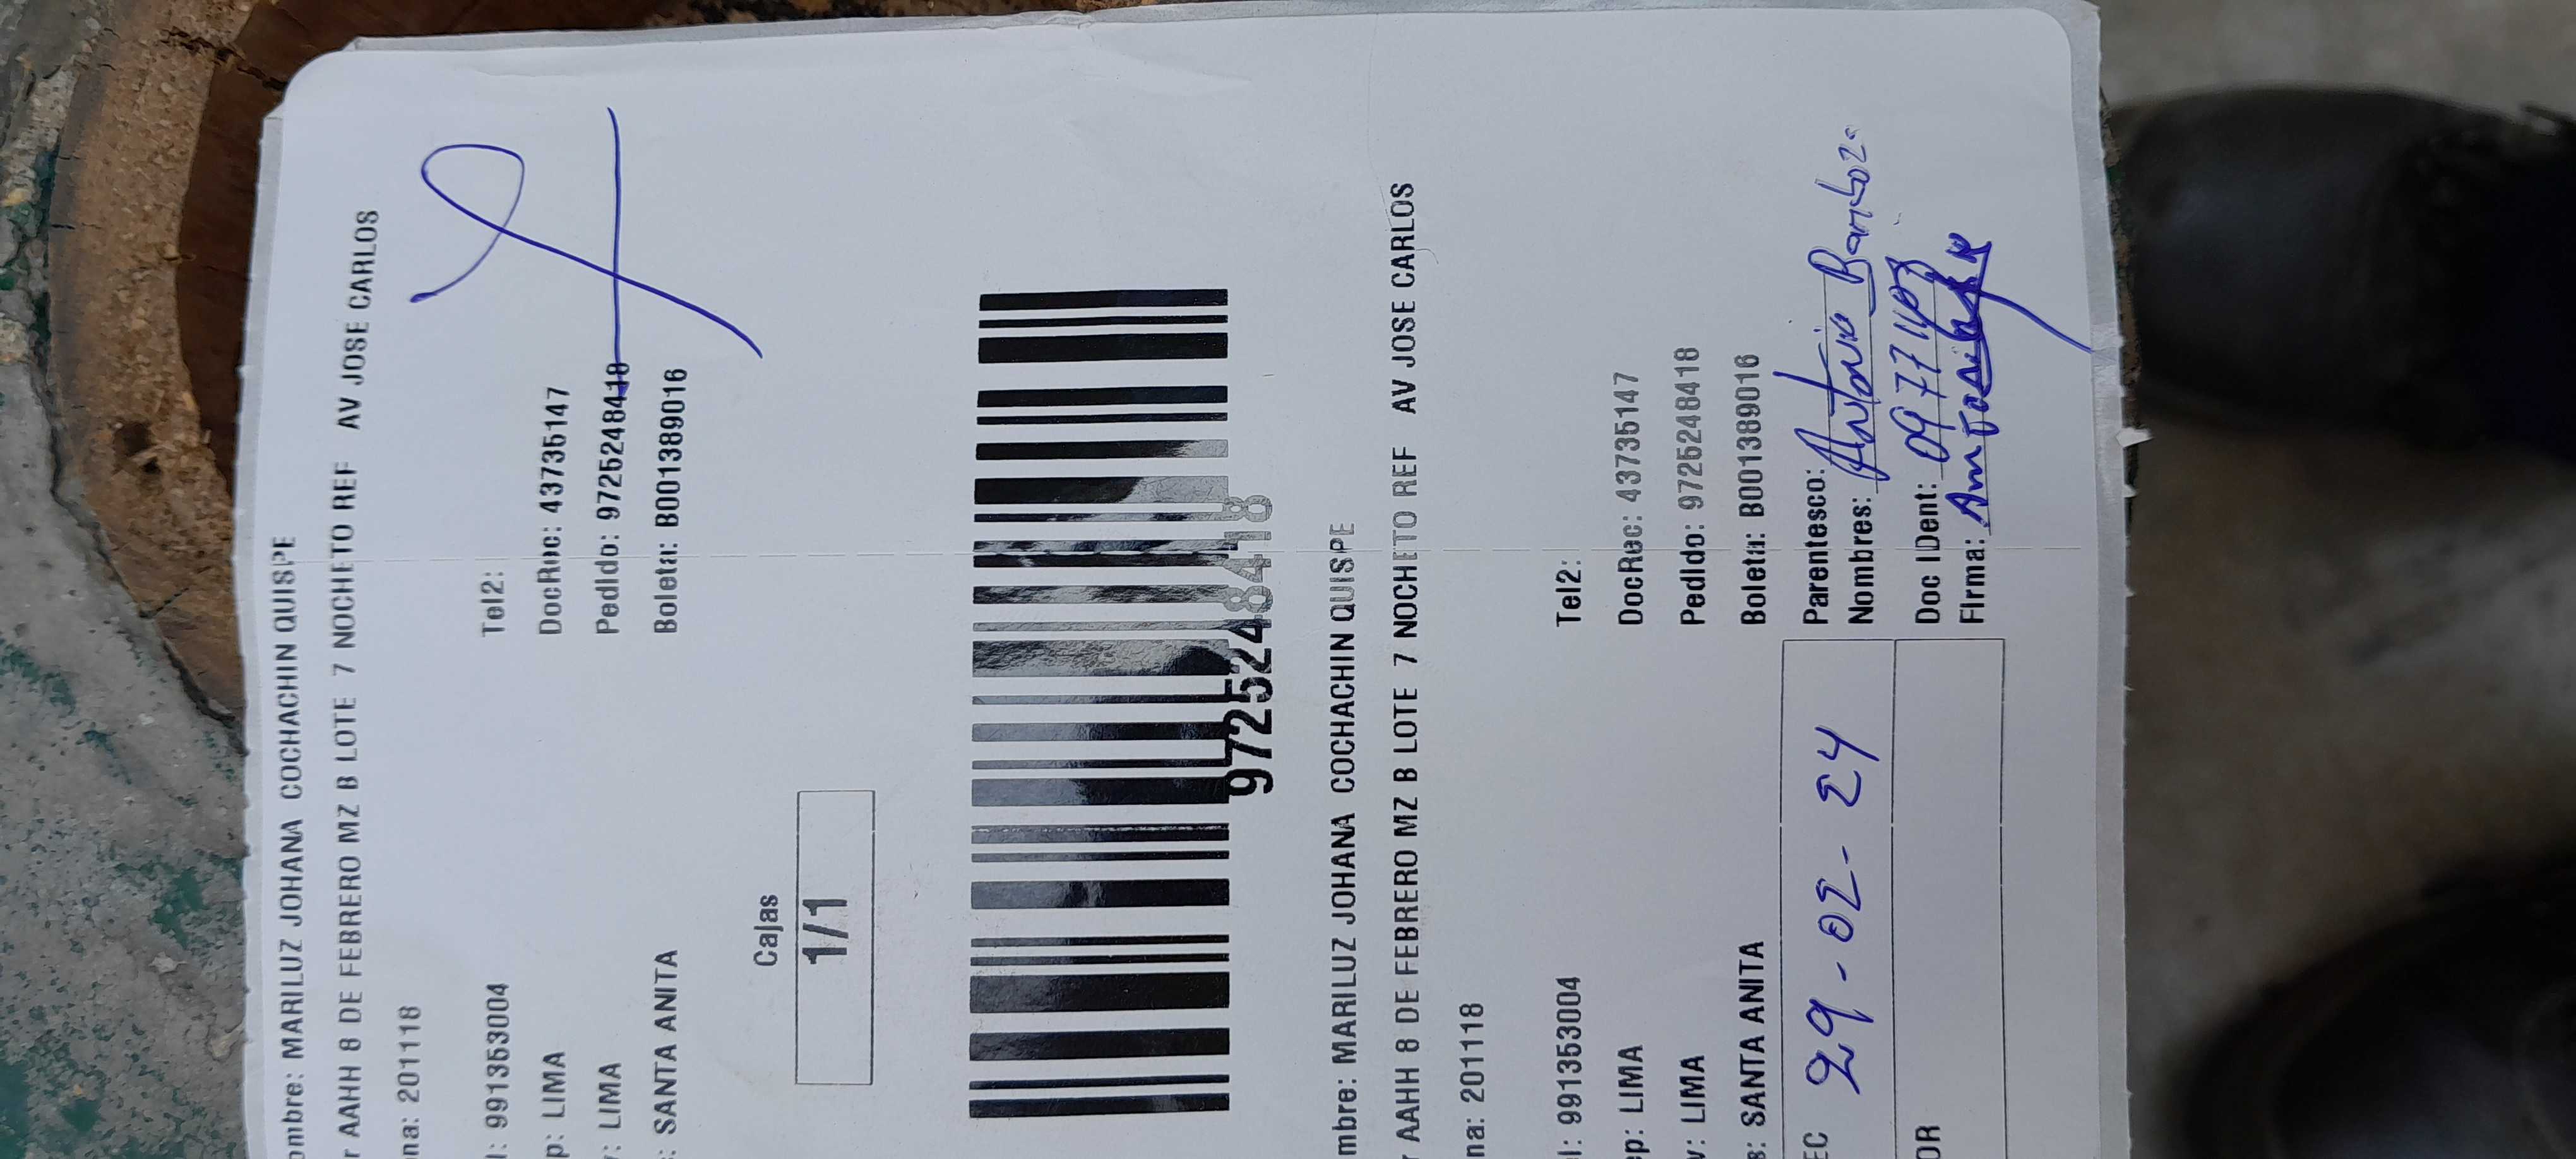 ombre: MARILUZ JOHANA COCHACHIN QUISPE
r AAHH 8 DE FEBRERO MZ B LOTE 7 NOCHETO REF AV JOSE CARLOS
na: 201118
l: 991353004 Tel2:
p: LIMA DocRec: 43735147
: LIMA Pedido: 9725248418
: SANTA ANITA Boleta: B001389016
Cajas
1/1
9725248418
mbre: MARILUZ JOHANA COCHACHIN QUISPE
r AAHH 8 DE FEBRERO MZ B LOTE 7 NOCHETO REF AV JOSE CARLOS
na: 201118
l: 991353004 Tel2:
ep: LIMA DocRec: 43735147
v: LIMA Pedido: 9725248418
s: SANTA ANITA Boleta: B001389016
EC 29-02-24 Parentesco:
Nombres: Antonio Barboza
OR Doc IDent:
Firma: